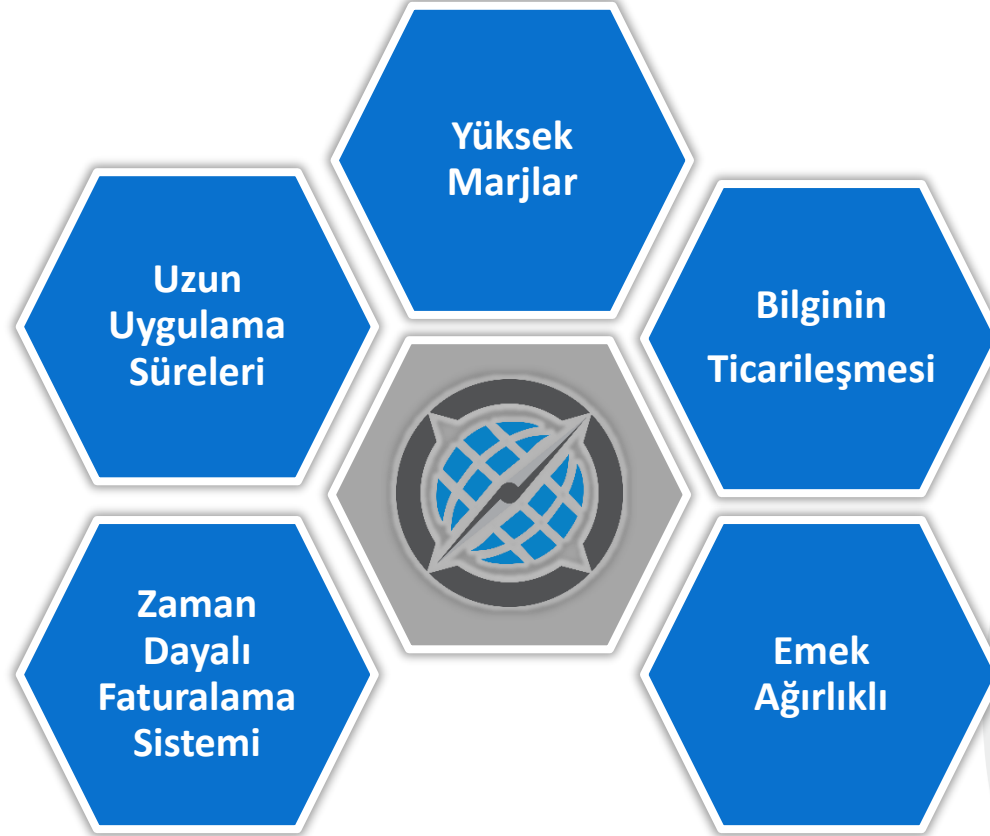 Yüksek
Marjlar
Uzun
Uygulama
Süreleri
Bilginin
Ticarileşmesi
Zaman
Dayalı
Faturalama
Sistemi
Emek
Ağırlıklı